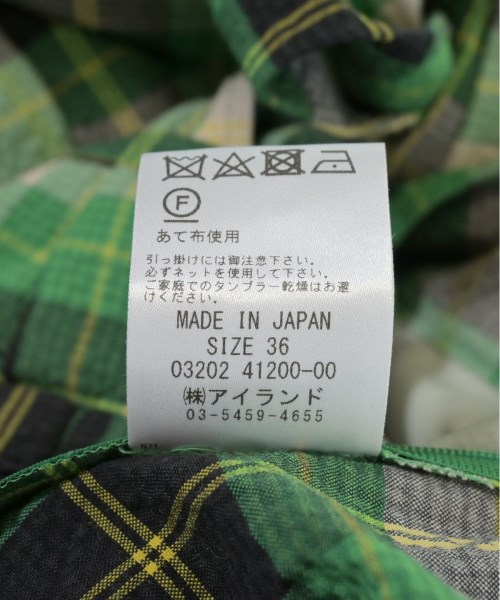 F
あて布使用
引っ掛けには御注意下さい。
必ずネットを使用して下さい。
ご家庭でのタンブラー乾燥はお避
けください。
MADE IN JAPAN
SIZE 36
03202 41200-00
㈱アイランド
03-5459-4655